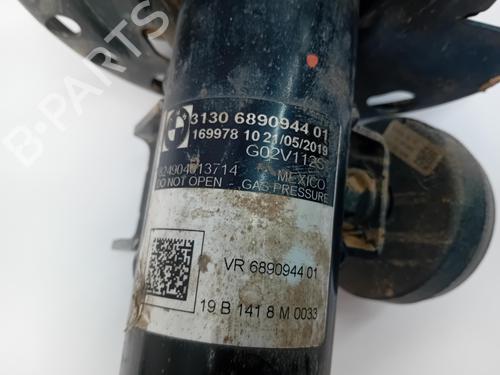 3130 6890944 01
169978 10 21/05/2019
G02V112S
824904013714
MEXICO
DO NOT OPEN - GAS PRESSURE
VR 6890944 01
19 B 141 8 M 0033
B-PARTS